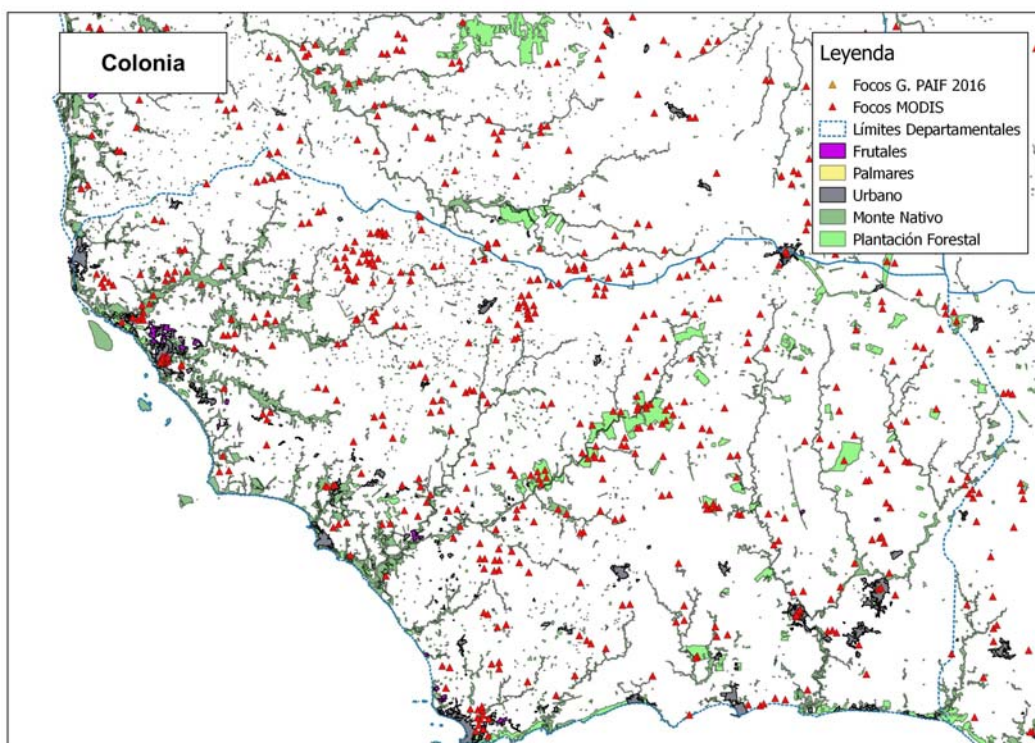 Colonia
Leyenda
Focos G. PAIF 2016
Focos MODIS
Límites Departamentales
Frutales
Palmares
Urbano
Monte Nativo
Plantación Forestal